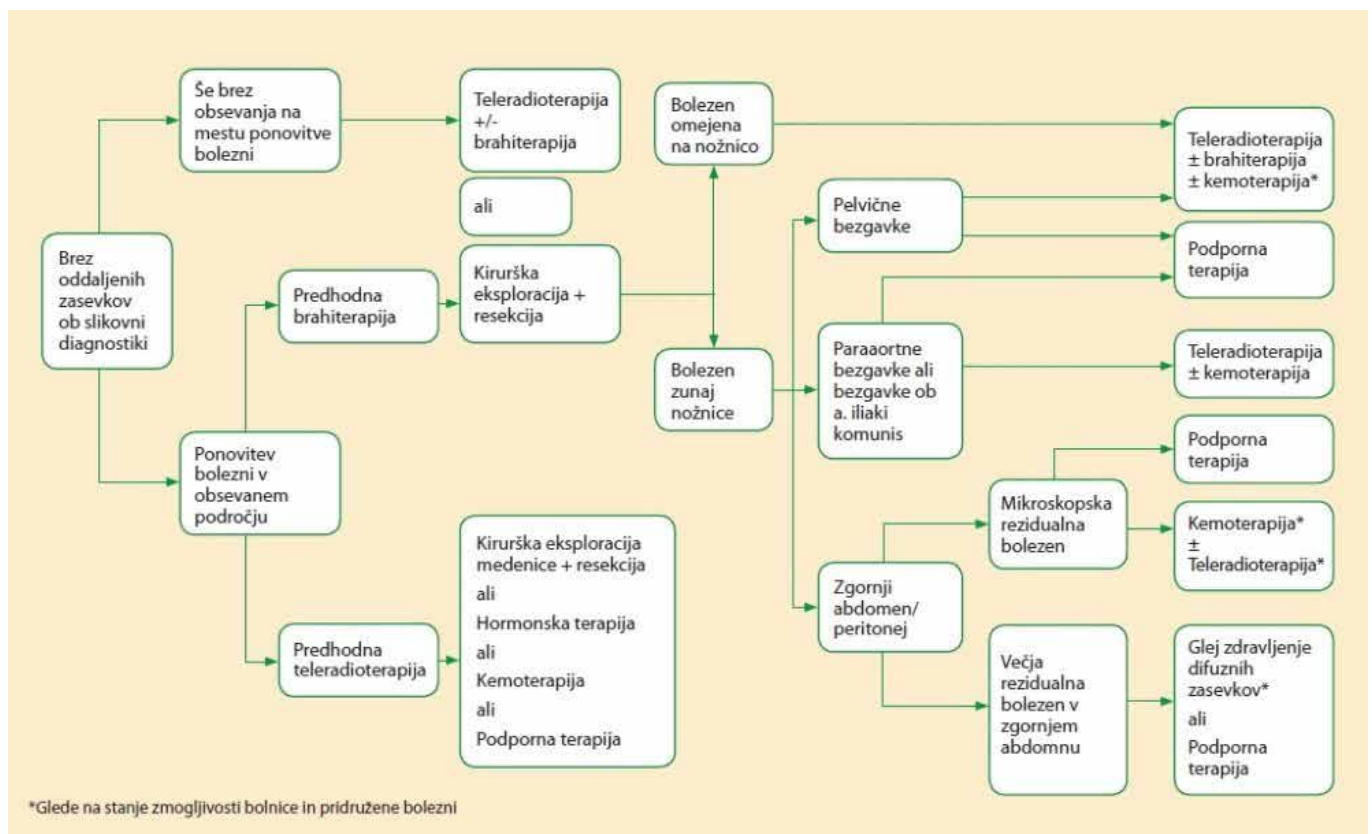 Še brez
obsevanja na
mestu ponovitve
bolezni
Teleradioterapija
+/-
brahiterapija
ali
Brez
oddaljenih
zasevkov
ob slikovni
diagnostiki
Predhodna
brahiterapija
Kirurška
eksploracija +
resekcija
Ponovitev
bolezni v
obsevanem
področju
Predhodna
teleradioterapija
Kirurška eksploracija
medenice + resekcija
ali
Hormonska terapija
ali
Kemoterapija
ali
Podporna terapija
Bolezen
omejena
na nožnico
Bolezen
zunaj
nožnice
Pelvične
bezgavke
Paraaortne
bezgavke ali
bezgavke ob
a. iliaki
komunis
Zgornji
abdomen/
peritonej
Mikroskopska
rezidualna
bolezen
Večja
rezidualna
bolezen v
zgornjem
abdomnu
Teleradioterapija
± brahiterapija
± kemoterapija*
Podporna
terapija
Teleradioterapija
± kemoterapija
Podporna
terapija
Kemoterapija*
±
Teleradioterapija*
Glej zdravljenje
difuznih
zasevkov*
ali
Podporna
terapija
*Glede na stanje zmogljivosti bolnice in pridružene bolezni